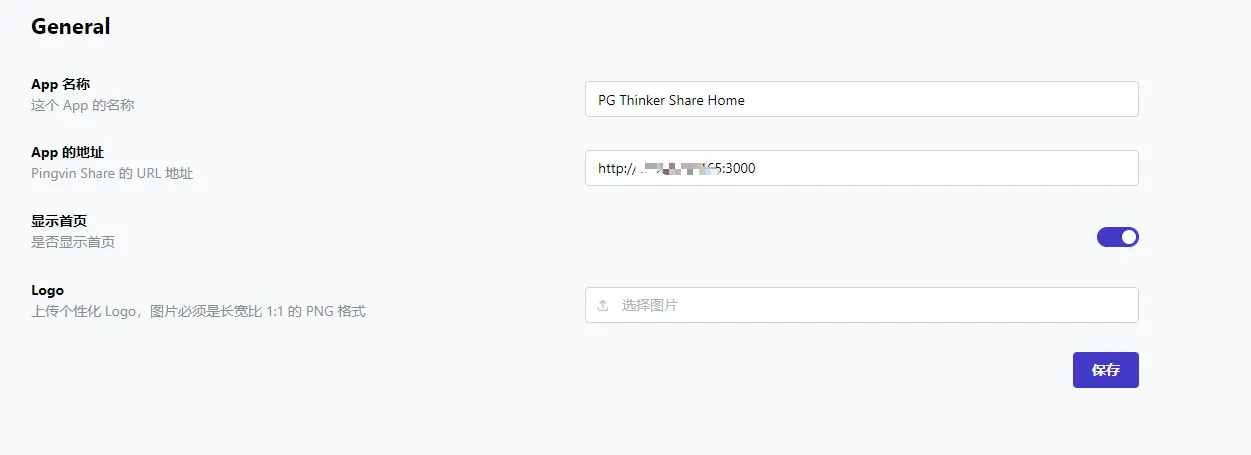 General
App 名称
这个 App 的名称
PG Thinker Share Home
App 的地址
Pingvin Share 的 URL 地址
http:// :3000
显示首页
是否显示首页
Logo
上传个性化 Logo，图片必须是长宽比 1:1 的 PNG 格式
选择图片
保存